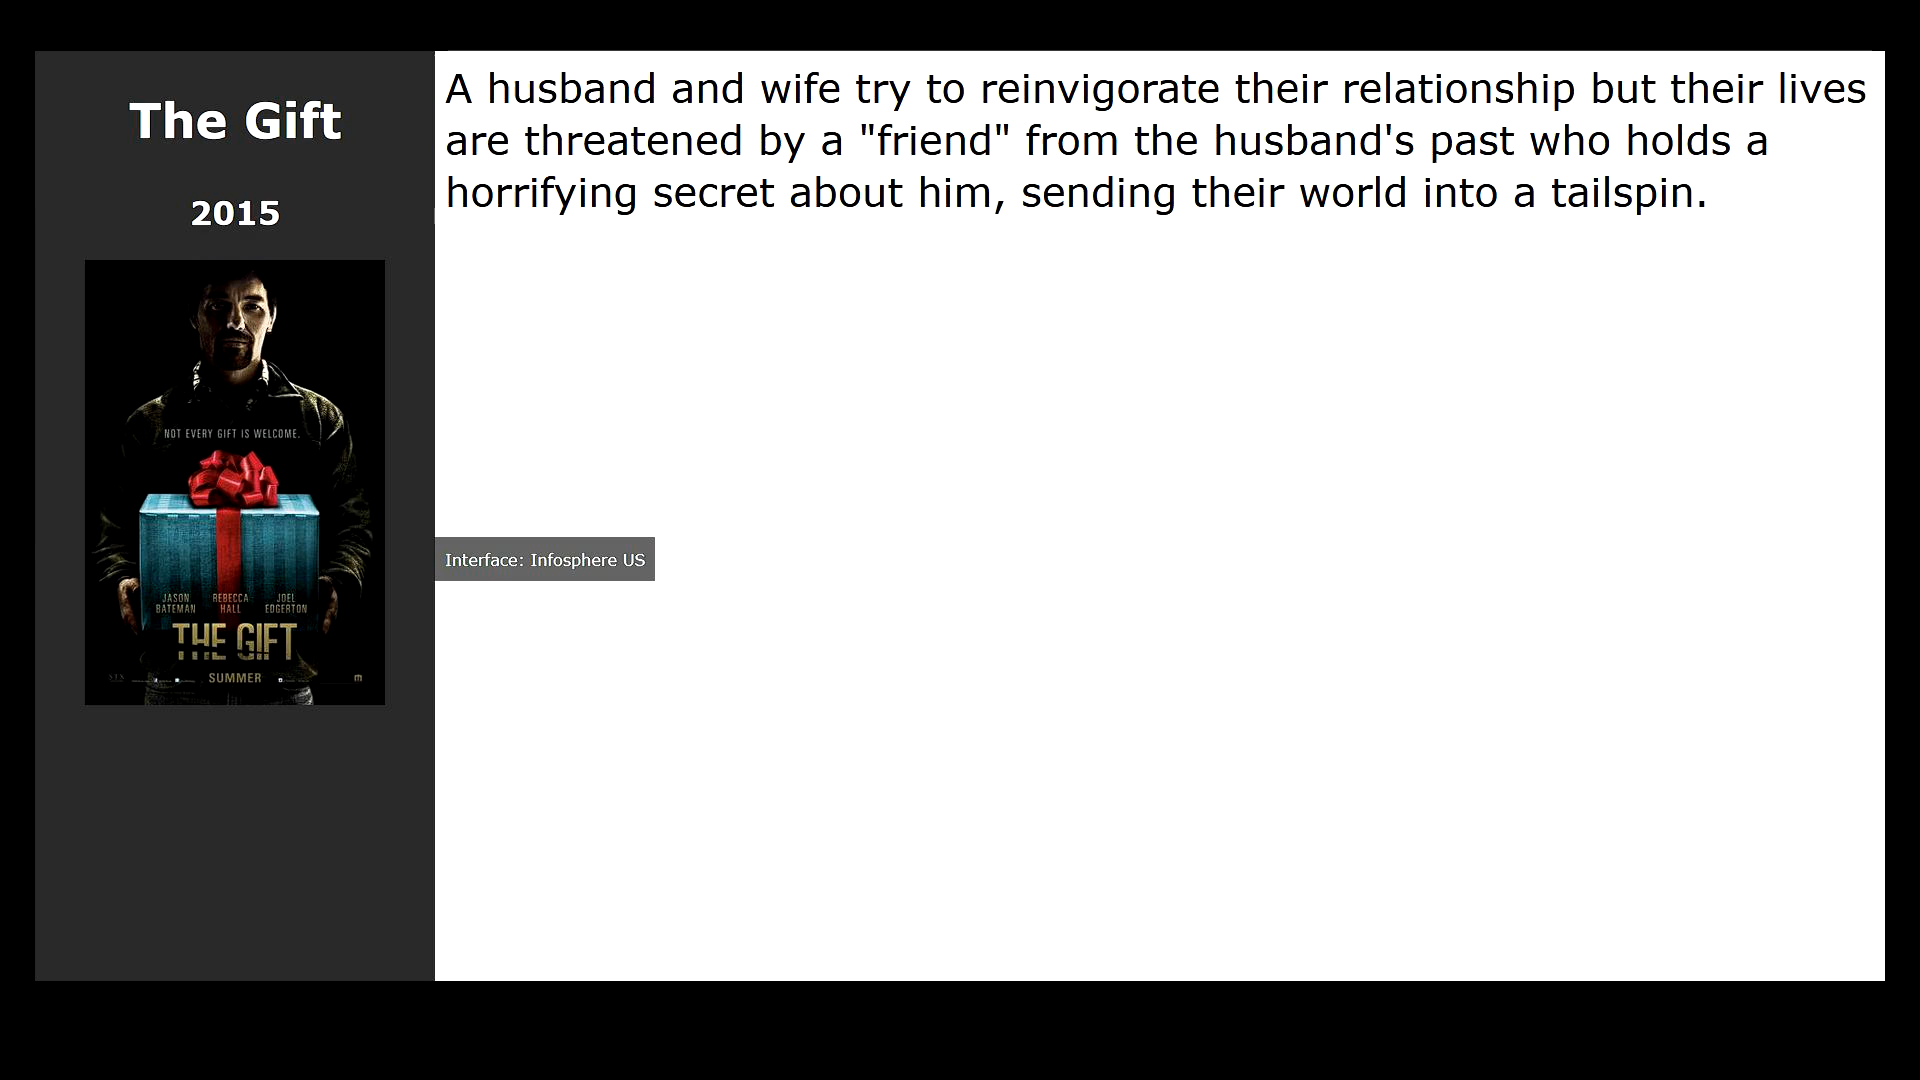 The Gift
2015
NOT EVERY GIFT IS WELCOME.
JASON BATEMAN
REBECCA HALL
JOEL EDGERTON
THE GIFT
SUMMER
A husband and wife try to reinvigorate their relationship but their lives
are threatened by a "friend" from the husband's past who holds a
horrifying secret about him, sending their world into a tailspin.
Interface: Infosphere US